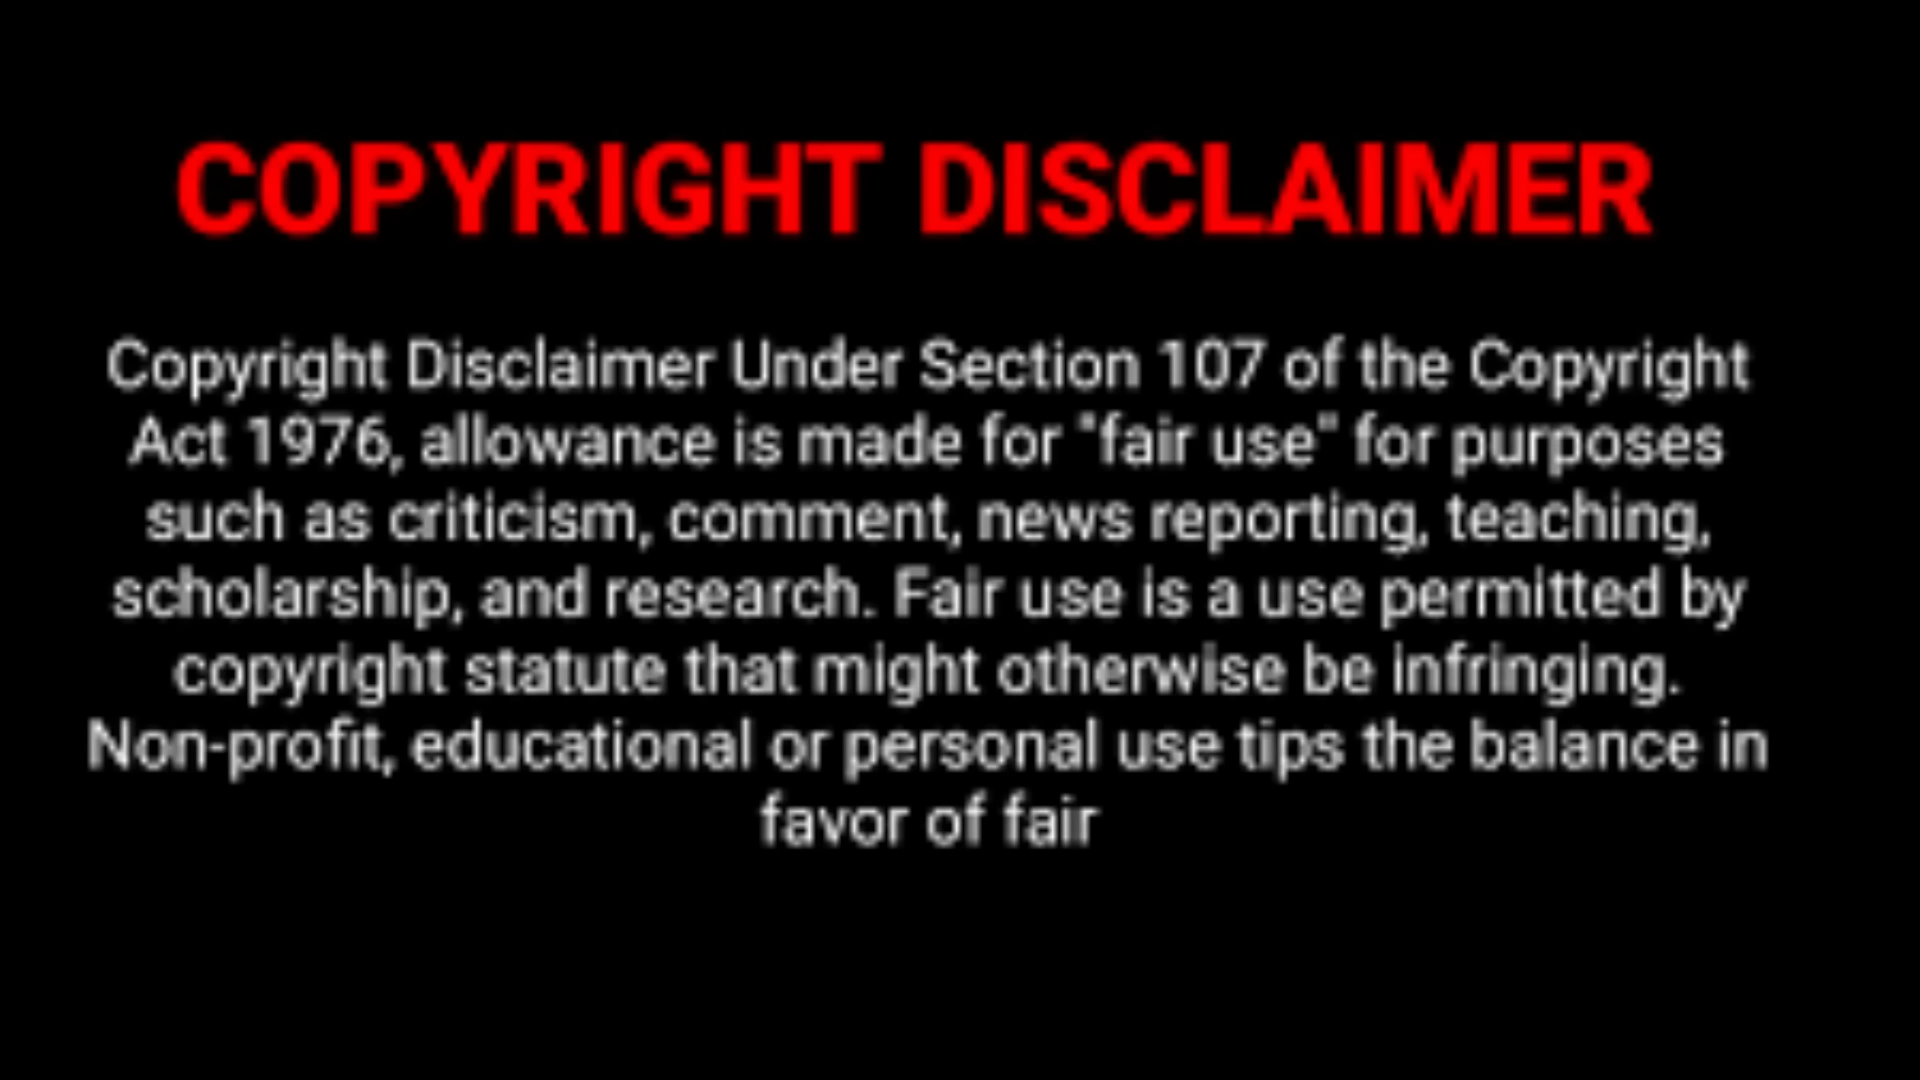 COPYRIGHT DISCLAIMER
Copyright Disclaimer Under Section 107 of the Copyright
Act 1976, allowance is made for "fair use" for purposes
such as criticism, comment, news reporting, teaching,
scholarship, and research. Fair use is a use permitted by
copyright statute that might otherwise be infringing.
Non-profit, educational or personal use tips the balance in
favor of fair